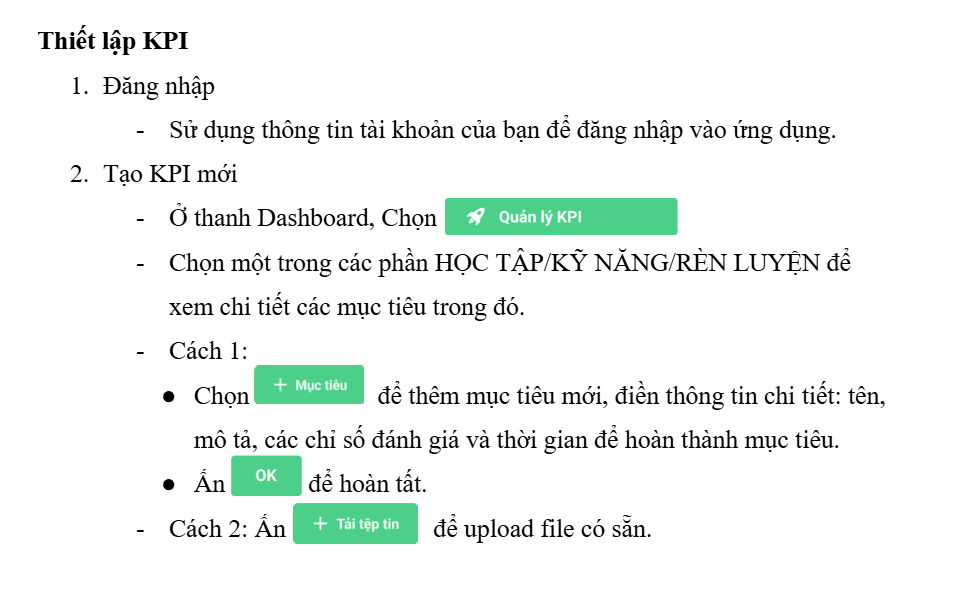 Thiết lập KPI
1. Đăng nhập
- Sử dụng thông tin tài khoản của bạn để đăng nhập vào ứng dụng.
2. Tạo KPI mới
- Ở thanh Dashboard, Chọn Quản lý KPI
- Chọn một trong các phần HỌC TẬP/KỸ NĂNG/RÈN LUYỆN để
xem chi tiết các mục tiêu trong đó.
- Cách 1:
● Chọn + Mục tiêu để thêm mục tiêu mới, điền thông tin chi tiết: tên,
mô tả, các chỉ số đánh giá và thời gian để hoàn thành mục tiêu.
● Ấn OK để hoàn tất.
- Cách 2: Ấn + Tải tệp tin để upload file có sẵn.